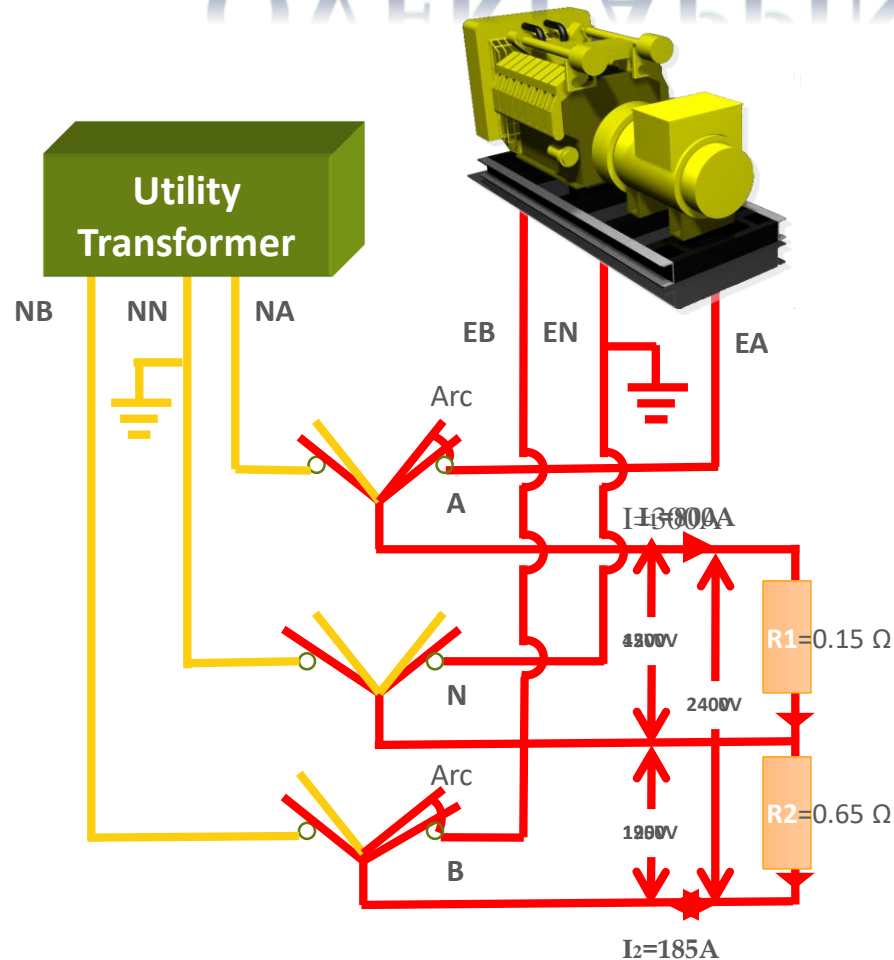 Utility
Transformer
NB
NN
NA
EB
EN
EA
Arc
A
R1=0.15 Ω
N
Arc
R2=0.65 Ω
B
I₂=185A